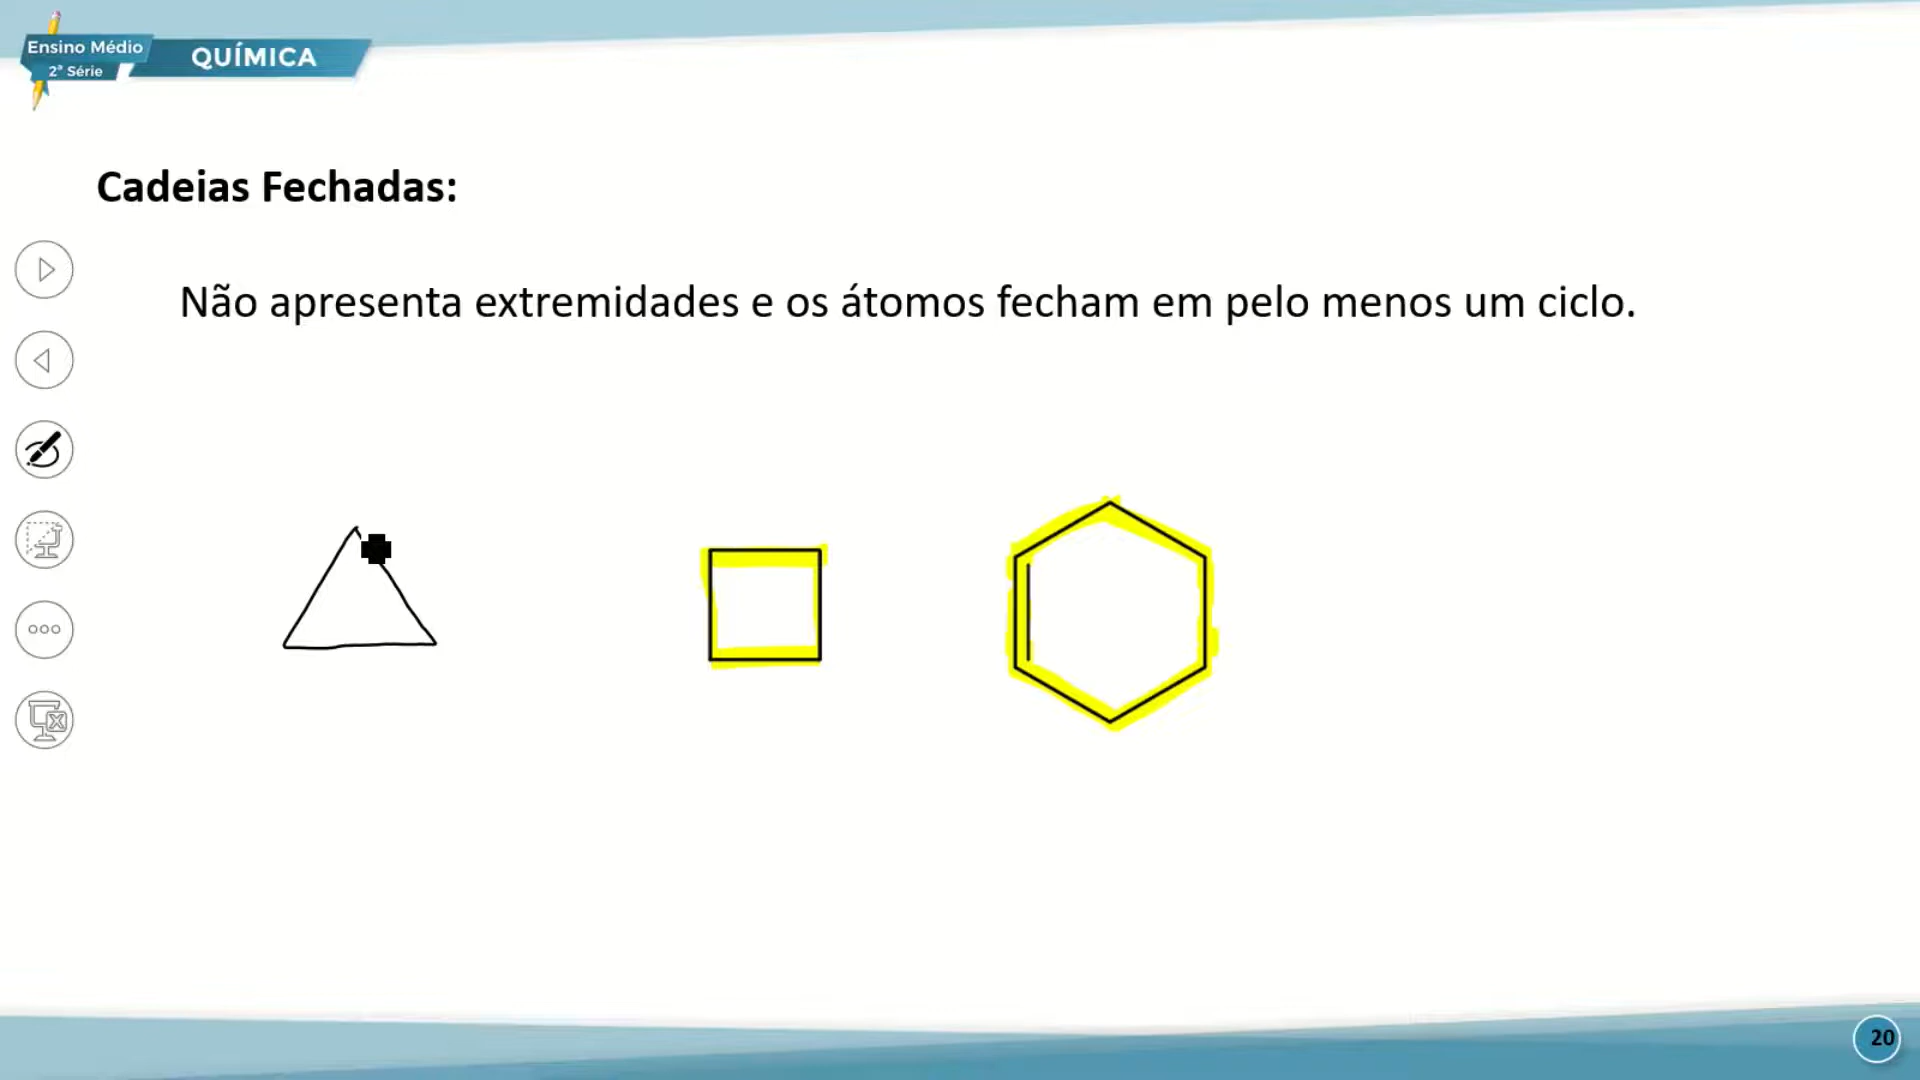 Ensino Médio
2ª Série
QUÍMICA
Cadeias Fechadas:
Não apresenta extremidades e os átomos fecham em pelo menos um ciclo.
20